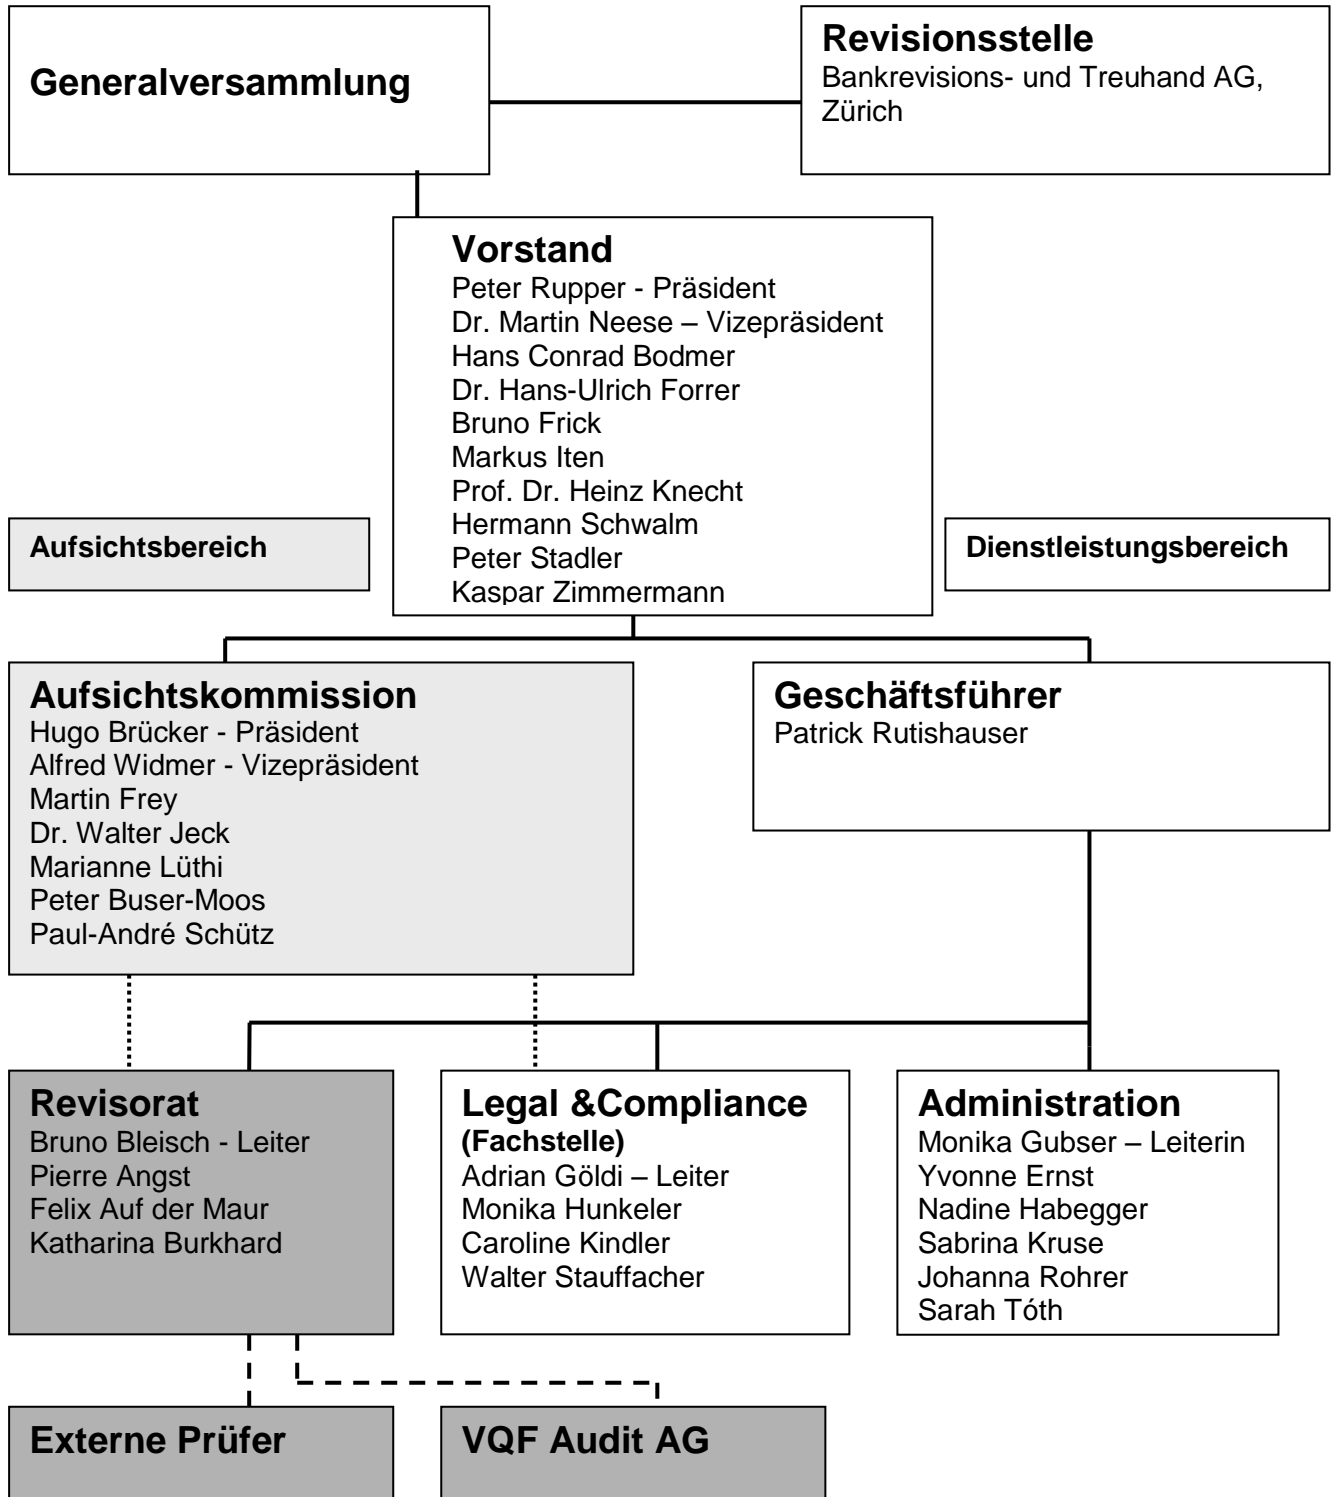 Generalversammlung
Revisionsstelle
Bankrevisions- und Treuhand AG,
Zürich
Vorstand
Peter Rupper - Präsident
Dr. Martin Neese – Vizepräsident
Hans Conrad Bodmer
Dr. Hans-Ulrich Forrer
Bruno Frick
Markus Iten
Prof. Dr. Heinz Knecht
Hermann Schwalm
Peter Stadler
Kaspar Zimmermann
Aufsichtsbereich
Dienstleistungsbereich
Aufsichtskommission
Hugo Brücker - Präsident
Alfred Widmer - Vizepräsident
Martin Frey
Dr. Walter Jeck
Marianne Lüthi
Peter Buser-Moos
Paul-André Schütz
Geschäftsführer
Patrick Rutishauser
Revisorat
Bruno Bleisch - Leiter
Pierre Angst
Felix Auf der Maur
Katharina Burkhard
Legal &Compliance
(Fachstelle)
Adrian Göldi – Leiter
Monika Hunkeler
Caroline Kindler
Walter Stauffacher
Administration
Monika Gubser – Leiterin
Yvonne Ernst
Nadine Habegger
Sabrina Kruse
Johanna Rohrer
Sarah Tóth
Externe Prüfer
VQF Audit AG